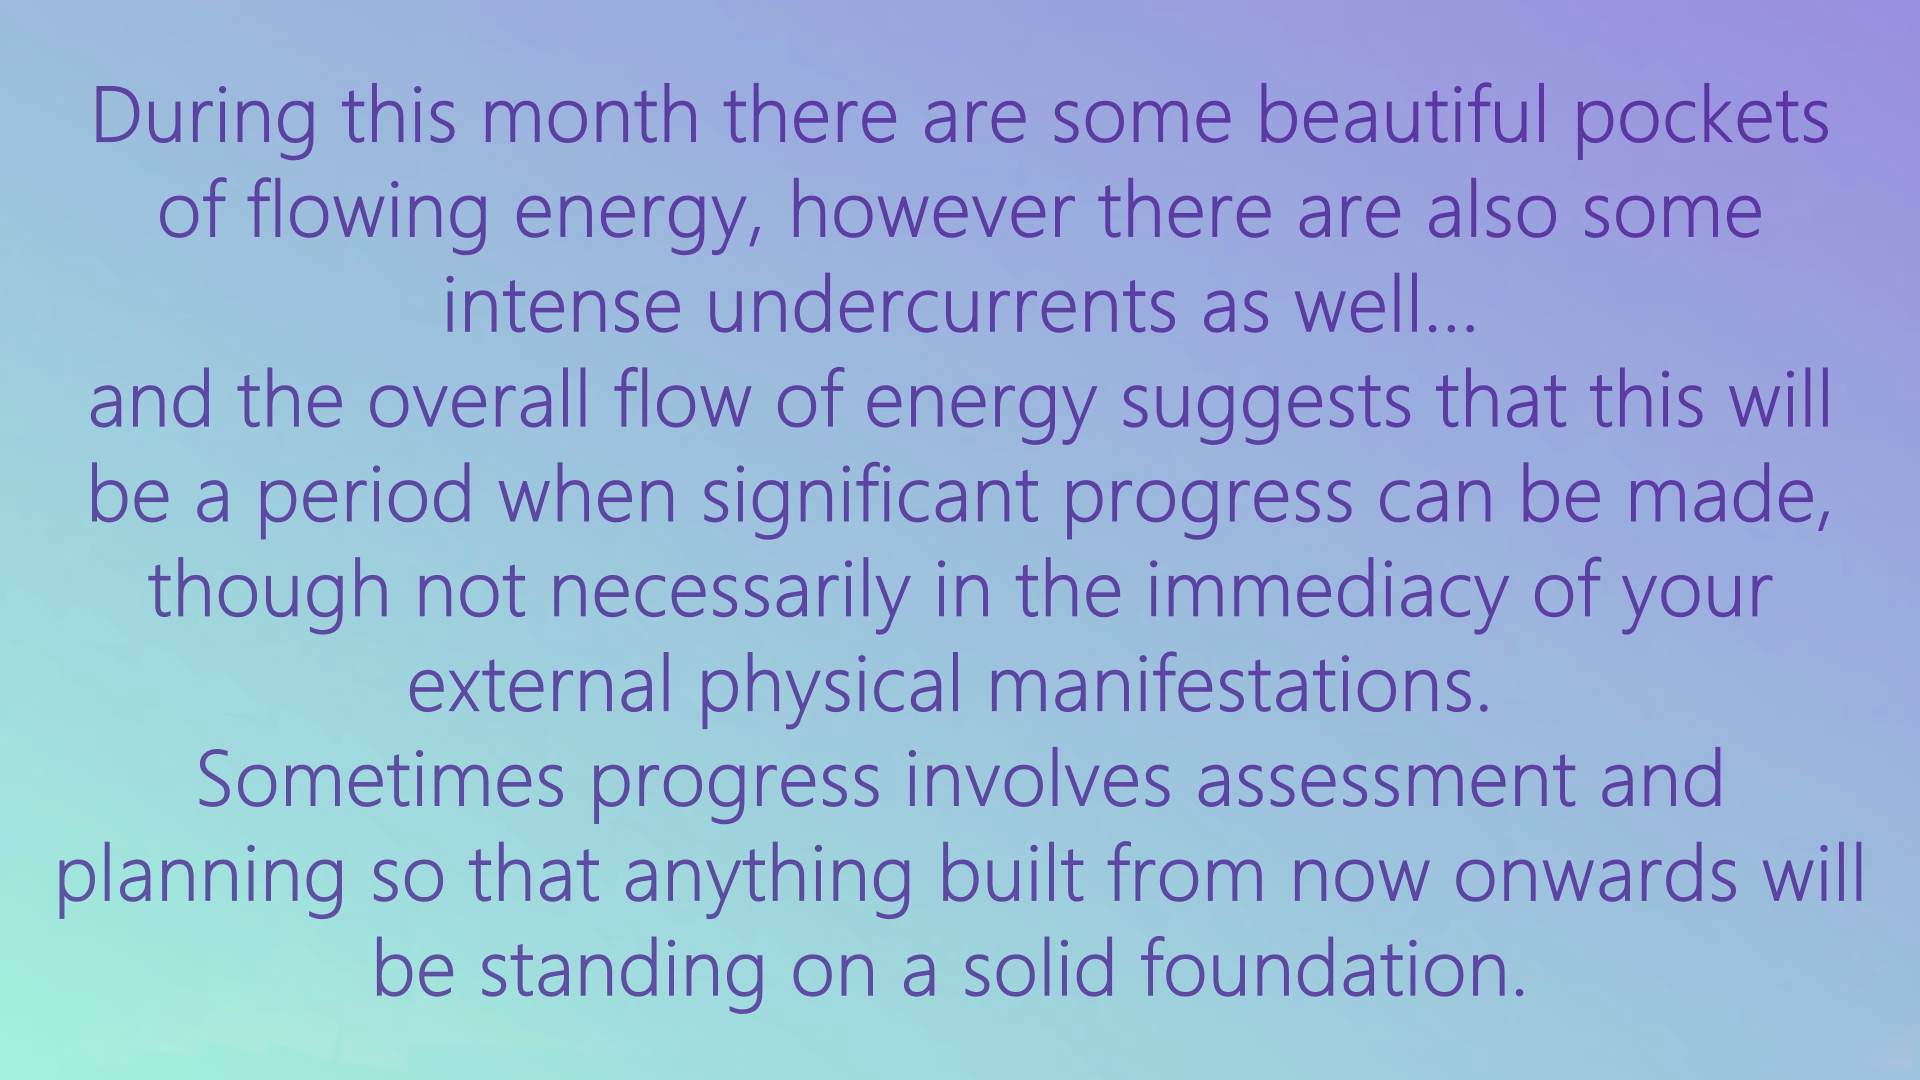 During this month there are some beautiful pockets
of flowing energy, however there are also some
intense undercurrents as well...
and the overall flow of energy suggests that this will
be a period when significant progress can be made,
though not necessarily in the immediacy of your
external physical manifestations.
Sometimes progress involves assessment and
planning so that anything built from now onwards will
be standing on a solid foundation.